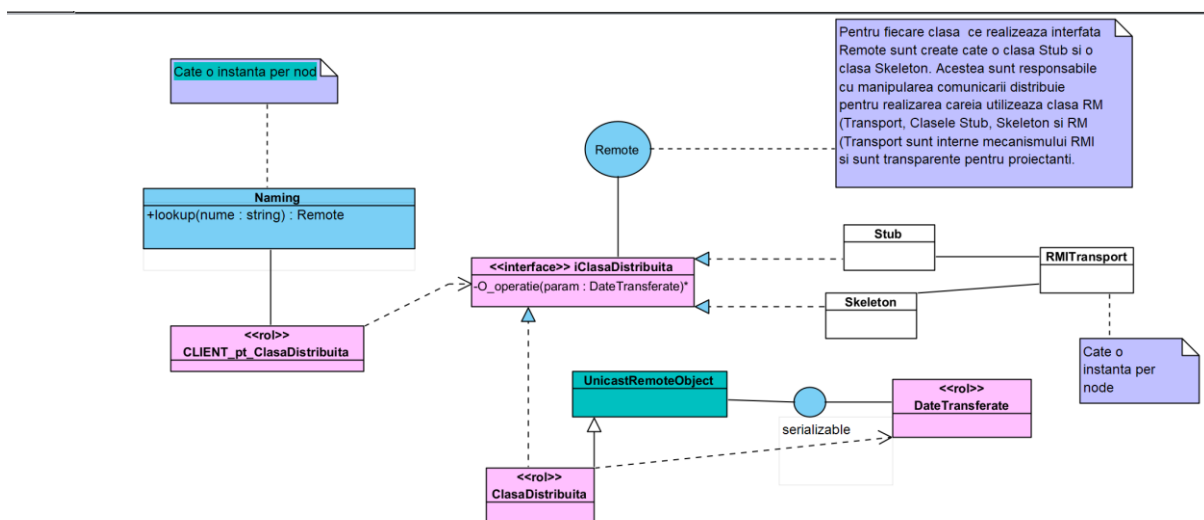 Pentru fiecare clasa ce realizeaza interfata
Remote sunt create cate o clasa Stub si o
clasa Skeleton. Acestea sunt responsabile
cu manipularea comunicarii distribuie
pentru realizarea careia utilizeaza clasa RM
(Transport, Clasele Stub, Skeleton si RM
(Transport sunt interne mecanismului RMI
si sunt transparente pentru proiectanti.
Cate o instanta per nod
Remote
Naming
+lookup(nume : string) : Remote
Stub
<<interface>> iClasaDistribuita
-O_operatie(param : DateTransferate)*
RMITransport
Skeleton
<<rol>>
CLIENT_pt_ClasaDistribuita
Cate o
instanta per
node
UnicastRemoteObject
<<rol>>
DateTransferate
serializable
<<rol>>
ClasaDistribuita